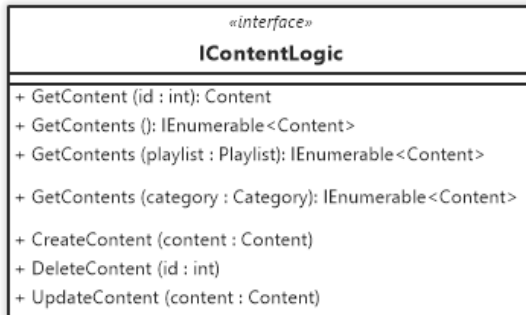 «interface»
IContentLogic
+ GetContent (id : int): Content
+ GetContents (): IEnumerable<Content>
+ GetContents (playlist : Playlist): IEnumerable<Content>
+ GetContents (category : Category): IEnumerable<Content>
+ CreateContent (content : Content)
+ DeleteContent (id : int)
+ UpdateContent (content : Content)